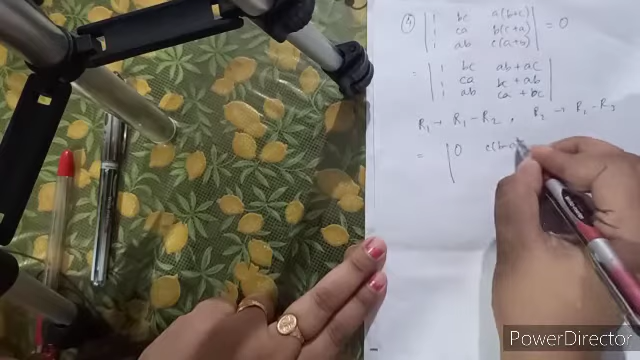 4) | 1 bc a(b+c) |
| 1 ca b(c+a) | = 0
| 1 ab c(a+b) |
= | 1 bc ab+ac |
| 1 ca bc+ab |
| 1 ab ca+bc |
R₁ → R₁-R₂ , R₂ → R₂-R₃
= | 0 c(b-a
PowerDirector